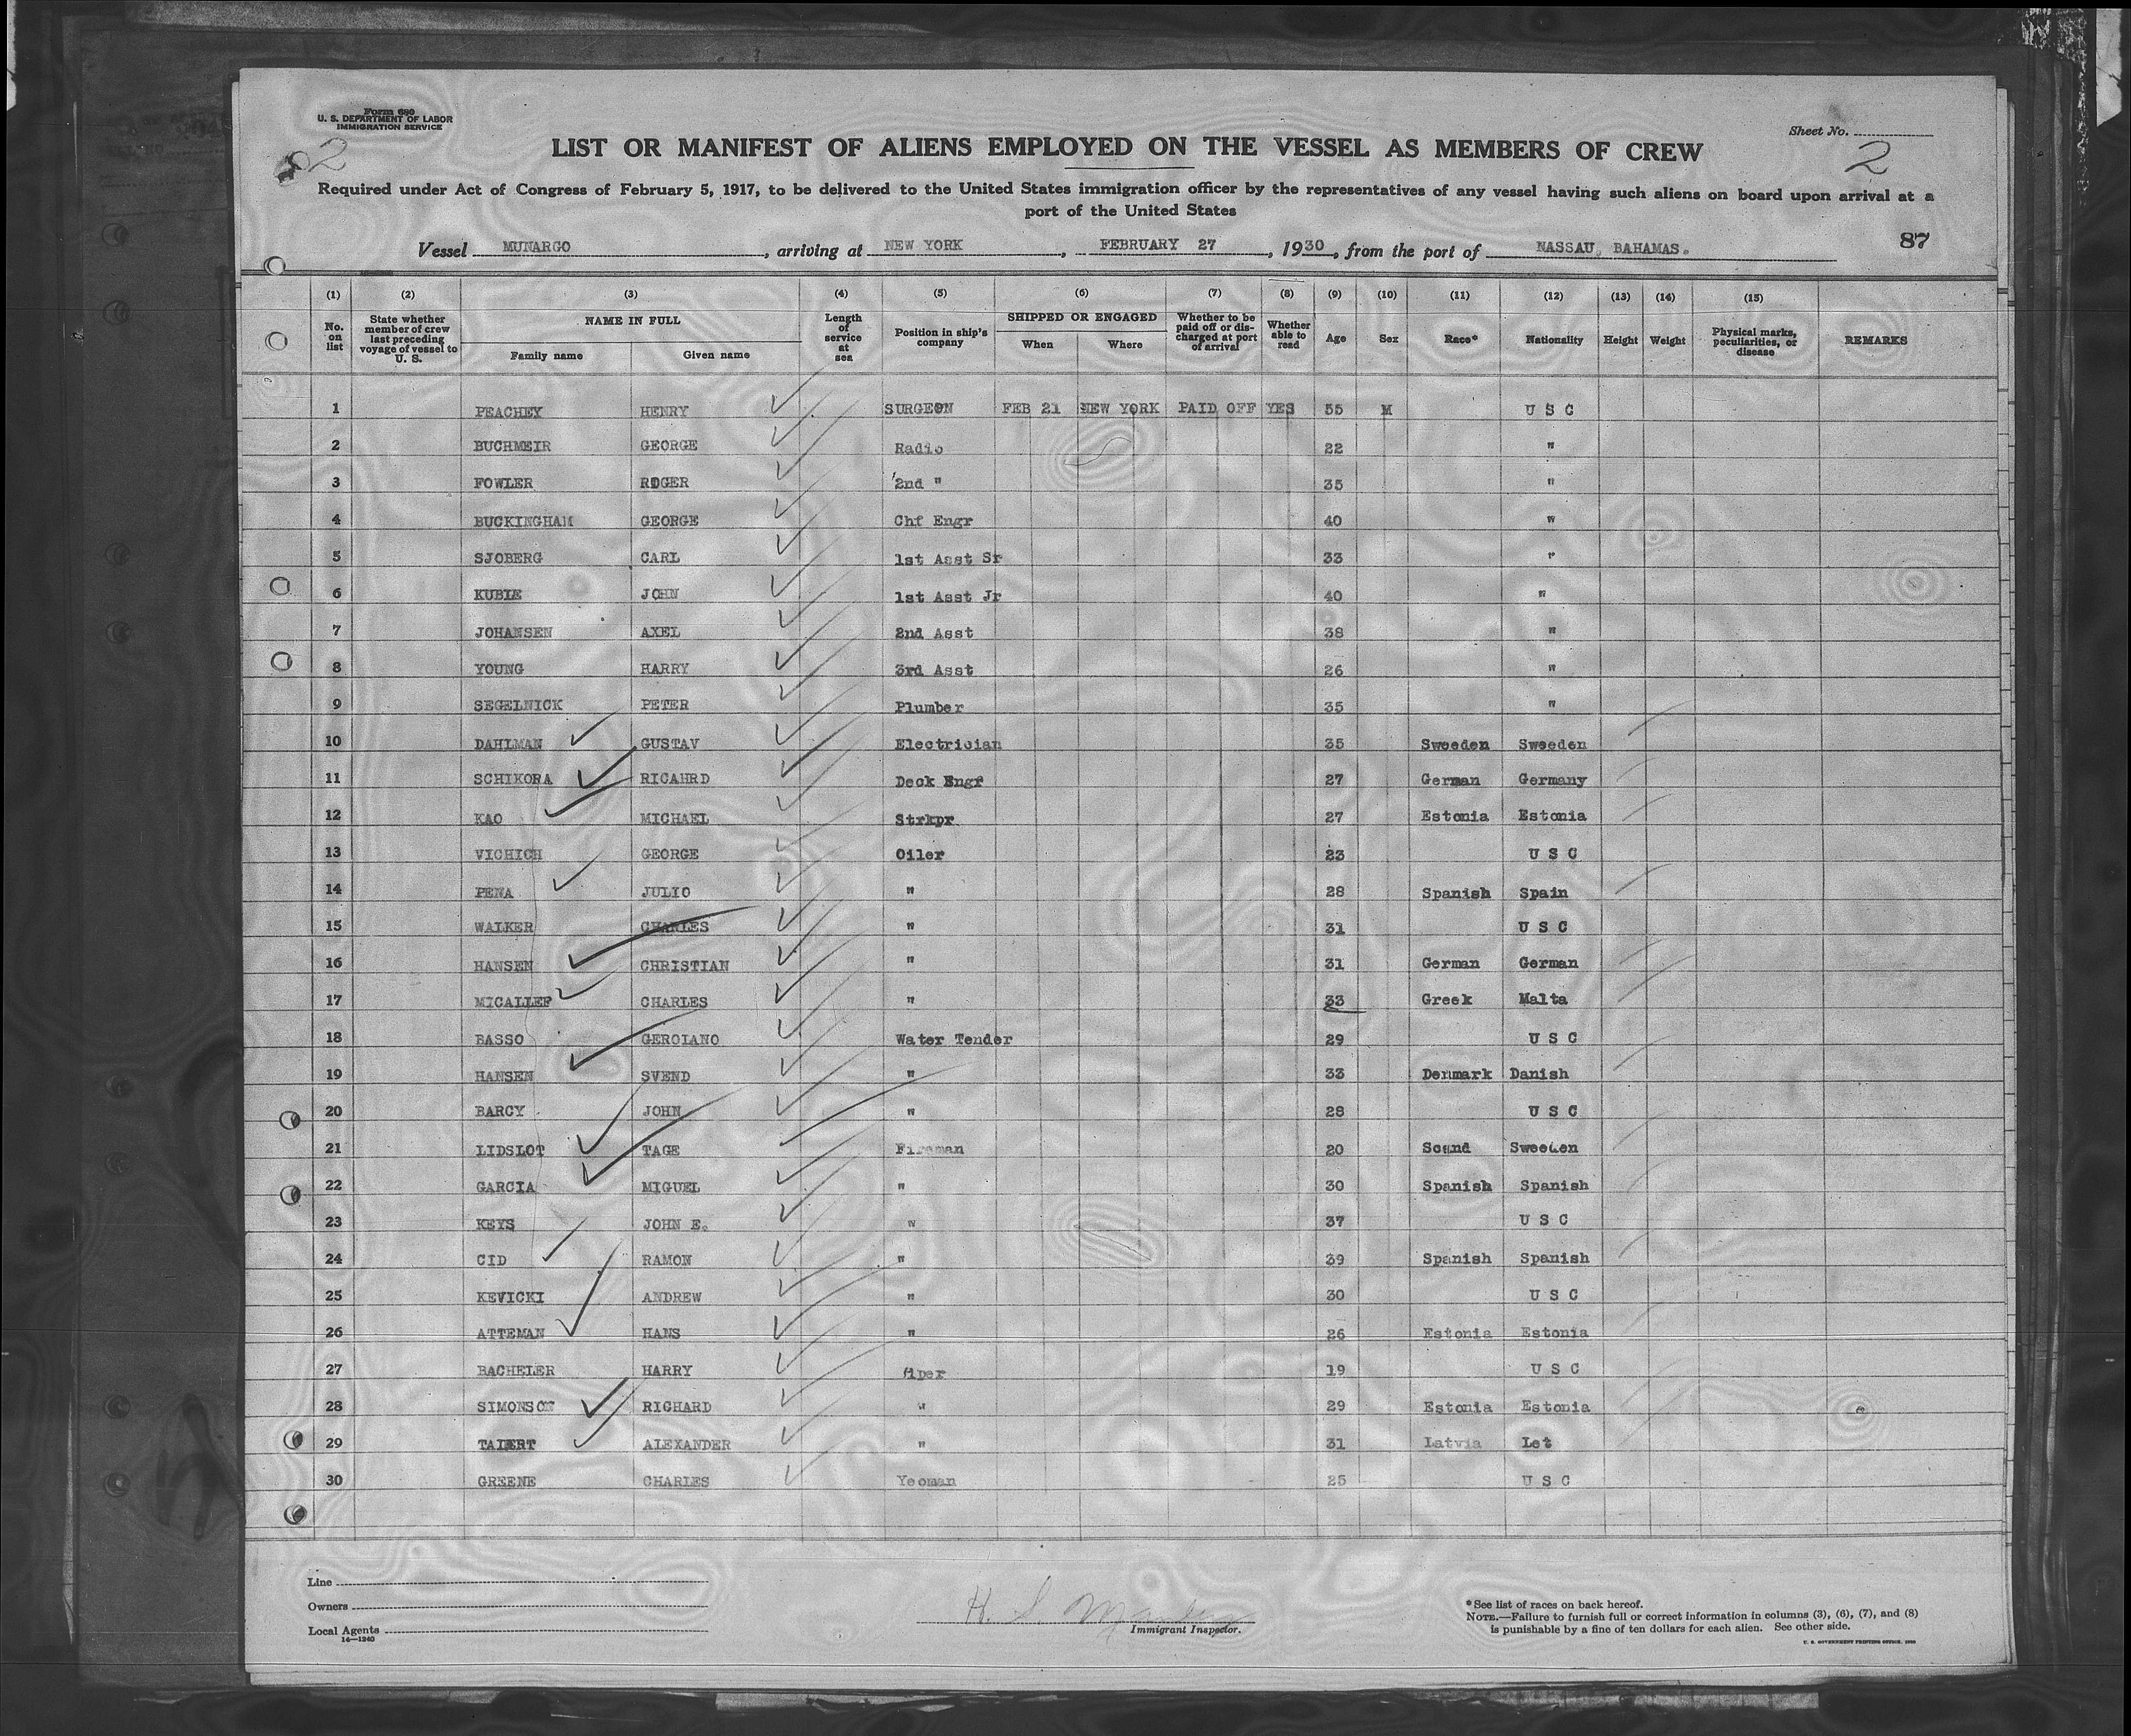 Form 680
U. S. DEPARTMENT OF LABOR
IMMIGRATION SERVICE
2
Sheet No.
2
LIST OR MANIFEST OF ALIENS EMPLOYED ON THE VESSEL AS MEMBERS OF CREW
Required under Act of Congress of February 5, 1917, to be delivered to the United States immigration officer by the representatives of any vessel having such aliens on board upon arrival at a
port of the United States
87
Vessel MUNARGO, arriving at NEW YORK, FEBRUARY 27, 1930, from the port of NASSAU, BAHAMAS.
(1) (2) (3) (4) (5) (6) (7) (8) (9) (10) (11) (12) (13) (14) (15)
No. on list State whether member of crew last preceding voyage of vessel to U. S. NAME IN FULL Family name Given name Length of service at sea Position in ship's company SHIPPED OR ENGAGED When Where Whether to be paid off or discharged at port of arrival Whether able to read Age Sex Race* Nationality Height Weight Physical marks, peculiarities, or disease REMARKS
1 PEACHEY HENRY SURGEON FEB 21 NEW YORK PAID OFF YES 55 M U S C
2 BUCHMEIR GEORGE Radio 22 "
3 FOWLER ROGER 2nd " 35 "
4 BUCKINGHAM GEORGE Chf Engr 40 "
5 SJOBERG CARL 1st Asst Sr 33 "
6 KUBIE JOHN 1st Asst Jr 40 "
7 JOHANSEN AXEL 2nd Asst 38 "
8 YOUNG HARRY 3rd Asst 26 "
9 SEGELNICK PETER Plumber 35 "
10 DAHLMAN GUSTAV Electrician 35 Sweeden Sweeden
11 SCHIKORA RICAHRD Deck Engr 27 German Germany
12 KAO MICHAEL Strkpr 27 Estonia Estonia
13 VICHICH GEORGE Oiler 23 U S C
14 PENA JULIO " 28 Spanish Spain
15 WALKER CHARLES " 31 U S C
16 HANSEN CHRISTIAN " 31 German German
17 MICALLEF CHARLES " 33 Greek Malta
18 BASSO GEROIANO Water Tender 29 U S C
19 HANSEN SVEND " 33 Denmark Danish
20 BARCY JOHN " 28 U S C
21 LIDSLOT TAGE Fireman 20 Scand Sweeden
22 GARCIA MIGUEL " 30 Spanish Spanish
23 KEYS JOHN E. " 37 U S C
24 CID RAMON " 39 Spanish Spanish
25 KEVICKI ANDREW " 30 U S C
26 ATTEMAN HANS " 26 Estonia Estonia
27 BACHELER HARRY 19 U S C
28 SIMONSON RICHARD " 29 Estonia Estonia
29 ALEXANDER " 31 Latvia Let
30 GREENE CHARLES Yeoman 25 U S C
Line
Owners
Local Agents
14—1240
H. S.
Immigrant Inspector.
* See list of races on back hereof.
NOTE.—Failure to furnish full or correct information in columns (3), (6), (7), and (8)
is punishable by a fine of ten dollars for each alien. See other side.
U. S. GOVERNMENT PRINTING OFFICE